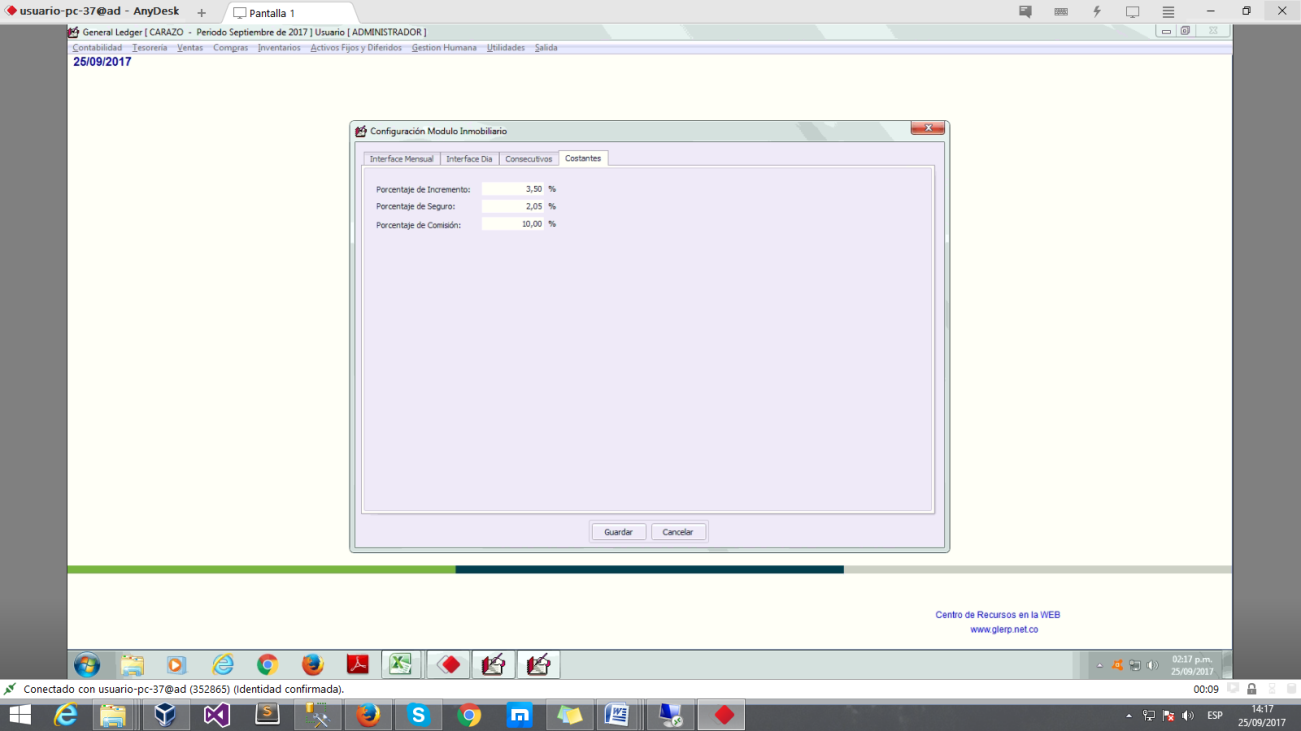 usuario-pc-37@ad - AnyDesk
Pantalla 1
General Ledger [ CARAZO - Periodo Septiembre de 2017 ] Usuario [ ADMINISTRADOR ]
Contabilidad Tesorería Ventas Compras Inventarios Activos Fijos y Diferidos Gestion Humana Utilidades Salida
25/09/2017
Configuración Modulo Inmobiliario
Interface Mensual Interface Dia Consecutivos Costantes
Porcentaje de Incremento: 3,50 %
Porcentaje de Seguro: 2,05 %
Porcentaje de Comisión: 10,00 %
Guardar Cancelar
Centro de Recursos en la WEB
www.glerp.net.co
02:17 p.m.
25/09/2017
Conectado con usuario-pc-37@ad (352865) (Identidad confirmada).
00:09
ESP
14:17
25/09/2017